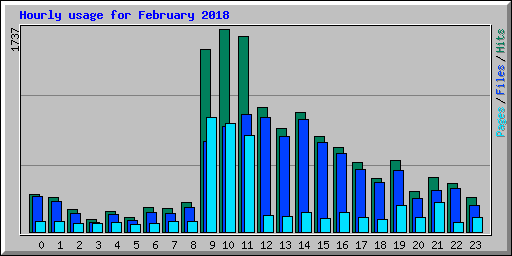 Hourly usage for February 2018
1737
Pages/Files/Hits
0 1 2 3 4 5 6 7 8 9 10 11 12 13 14 15 16 17 18 19 20 21 22 23